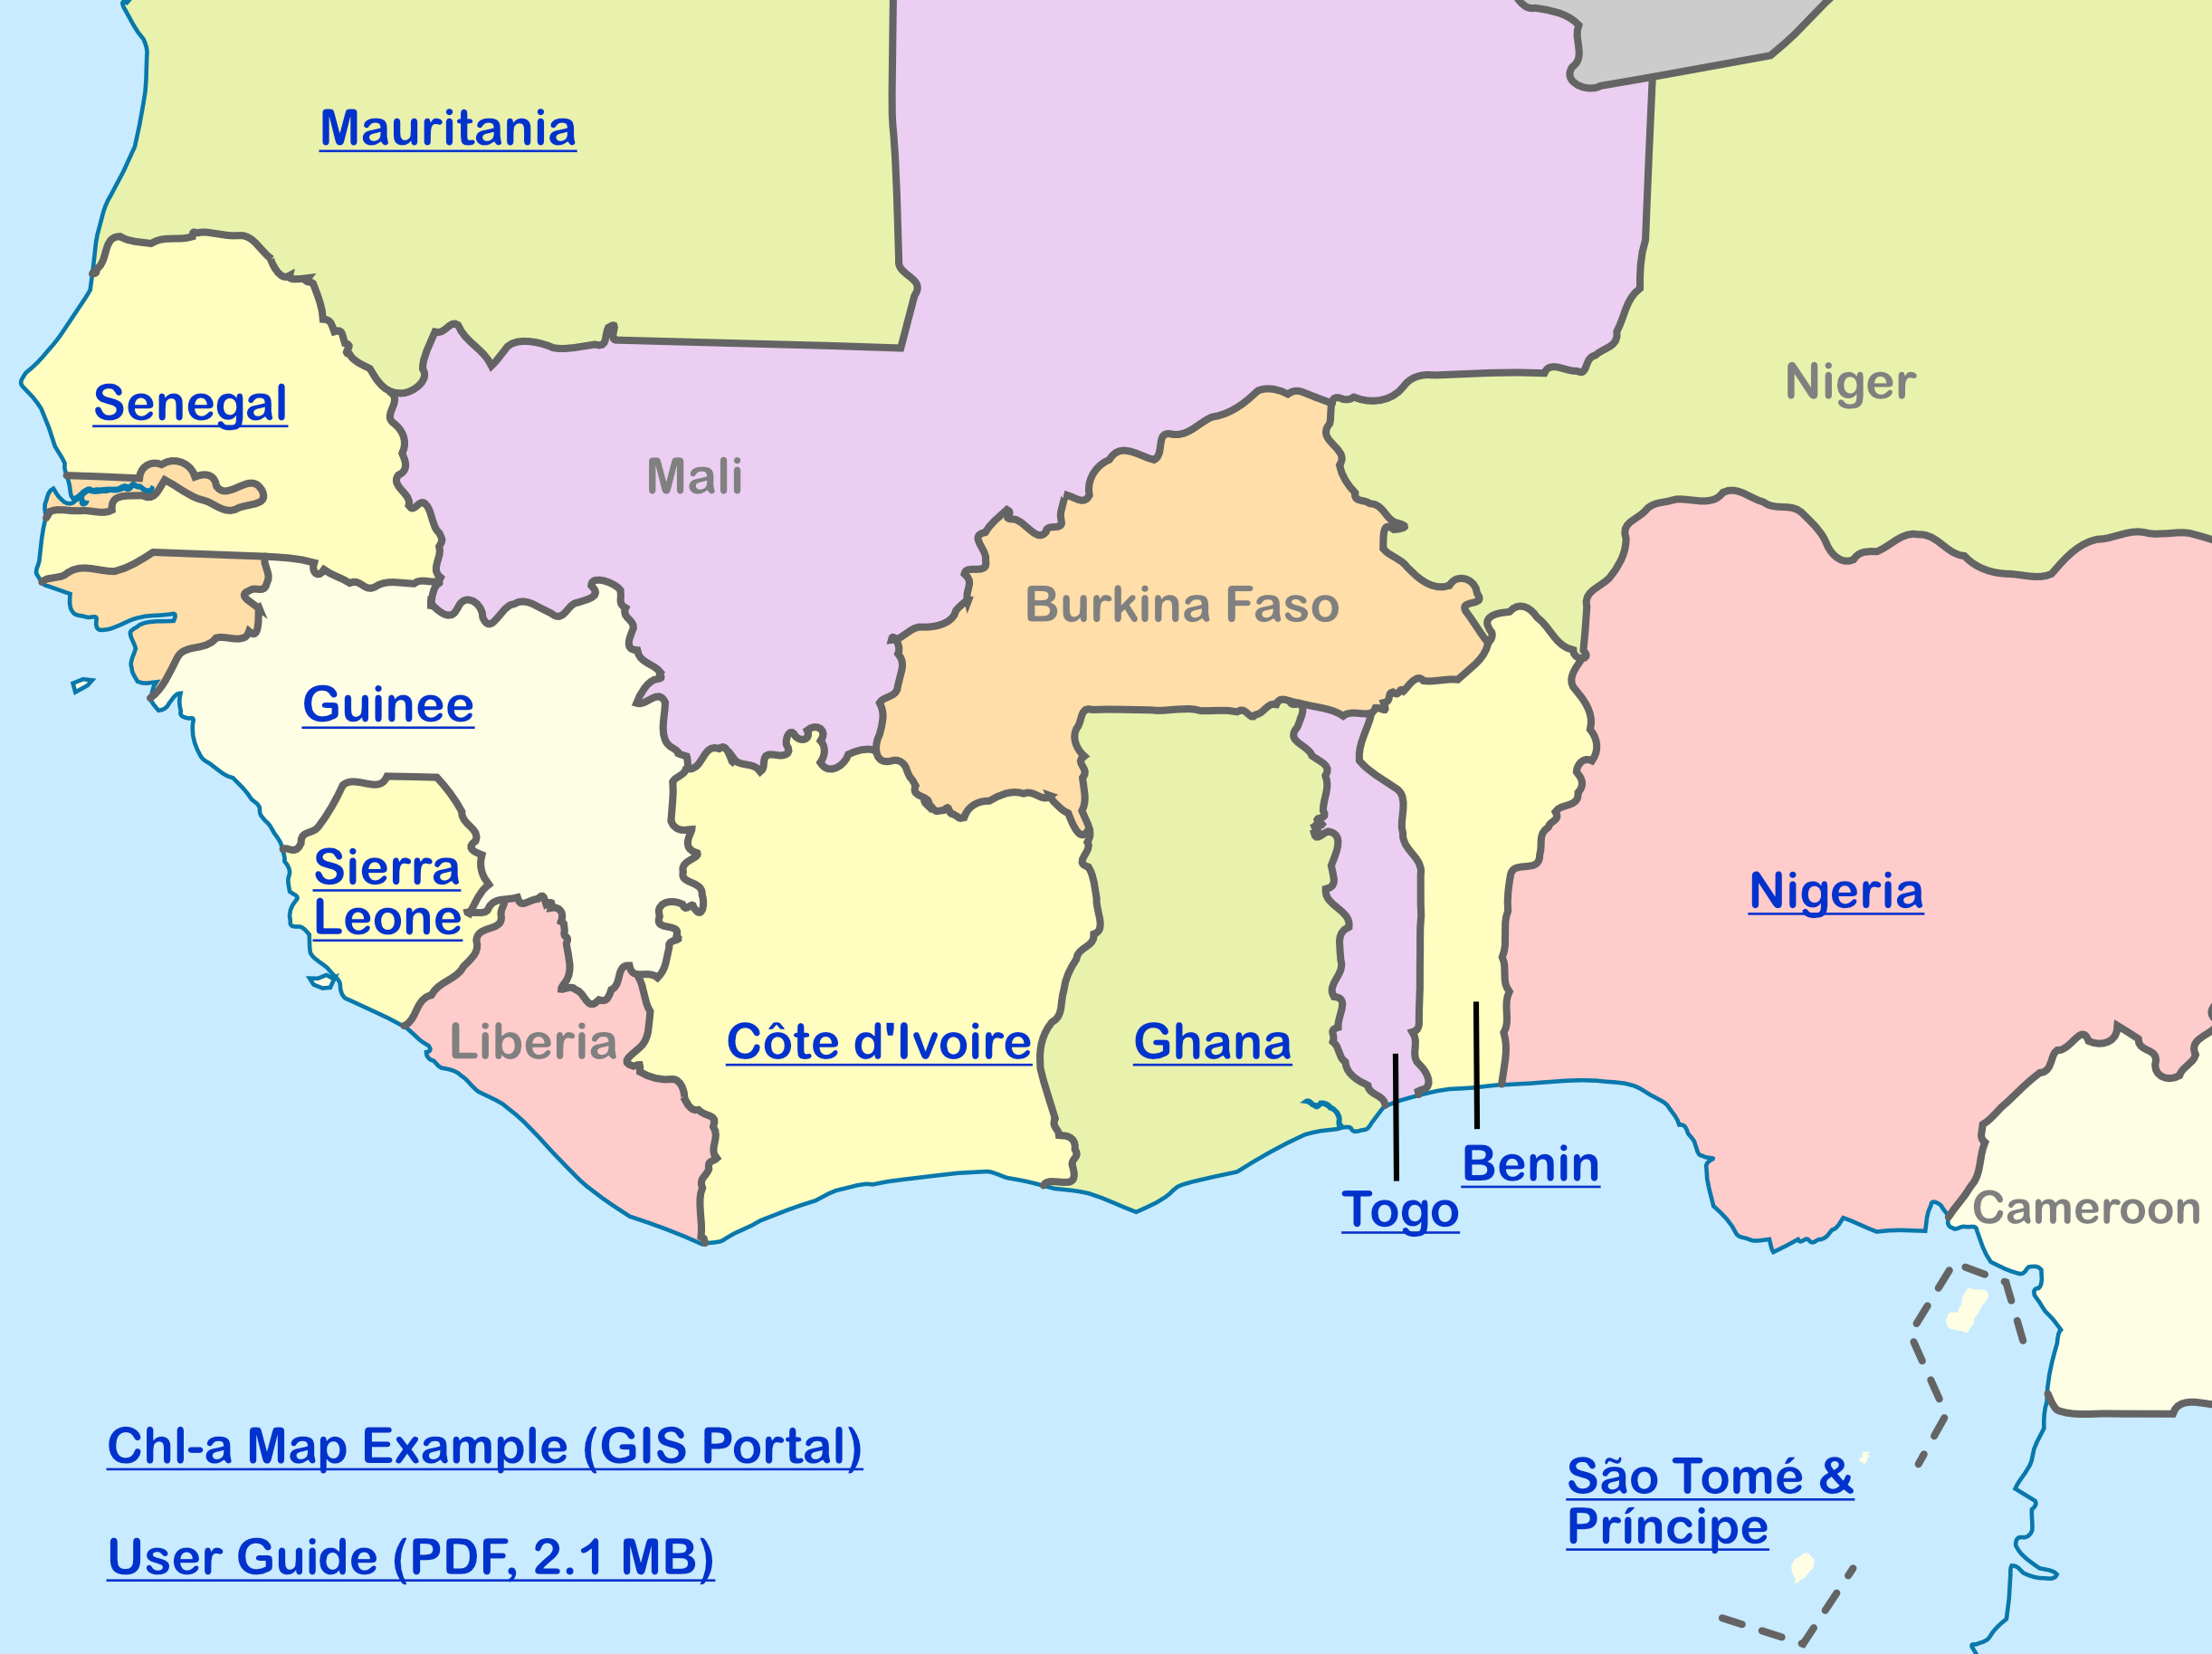 Mauritania
Niger
Senegal
Mali
Burkina Faso
Guinee
Sierra
Leone
Nigeria
Liberia
Côte d'Ivoire
Ghana
Benin
Togo
Cameroon
Chl-a Map Example (GIS Portal)
São Tomé &
Príncipe
User Guide (PDF, 2.1 MB)